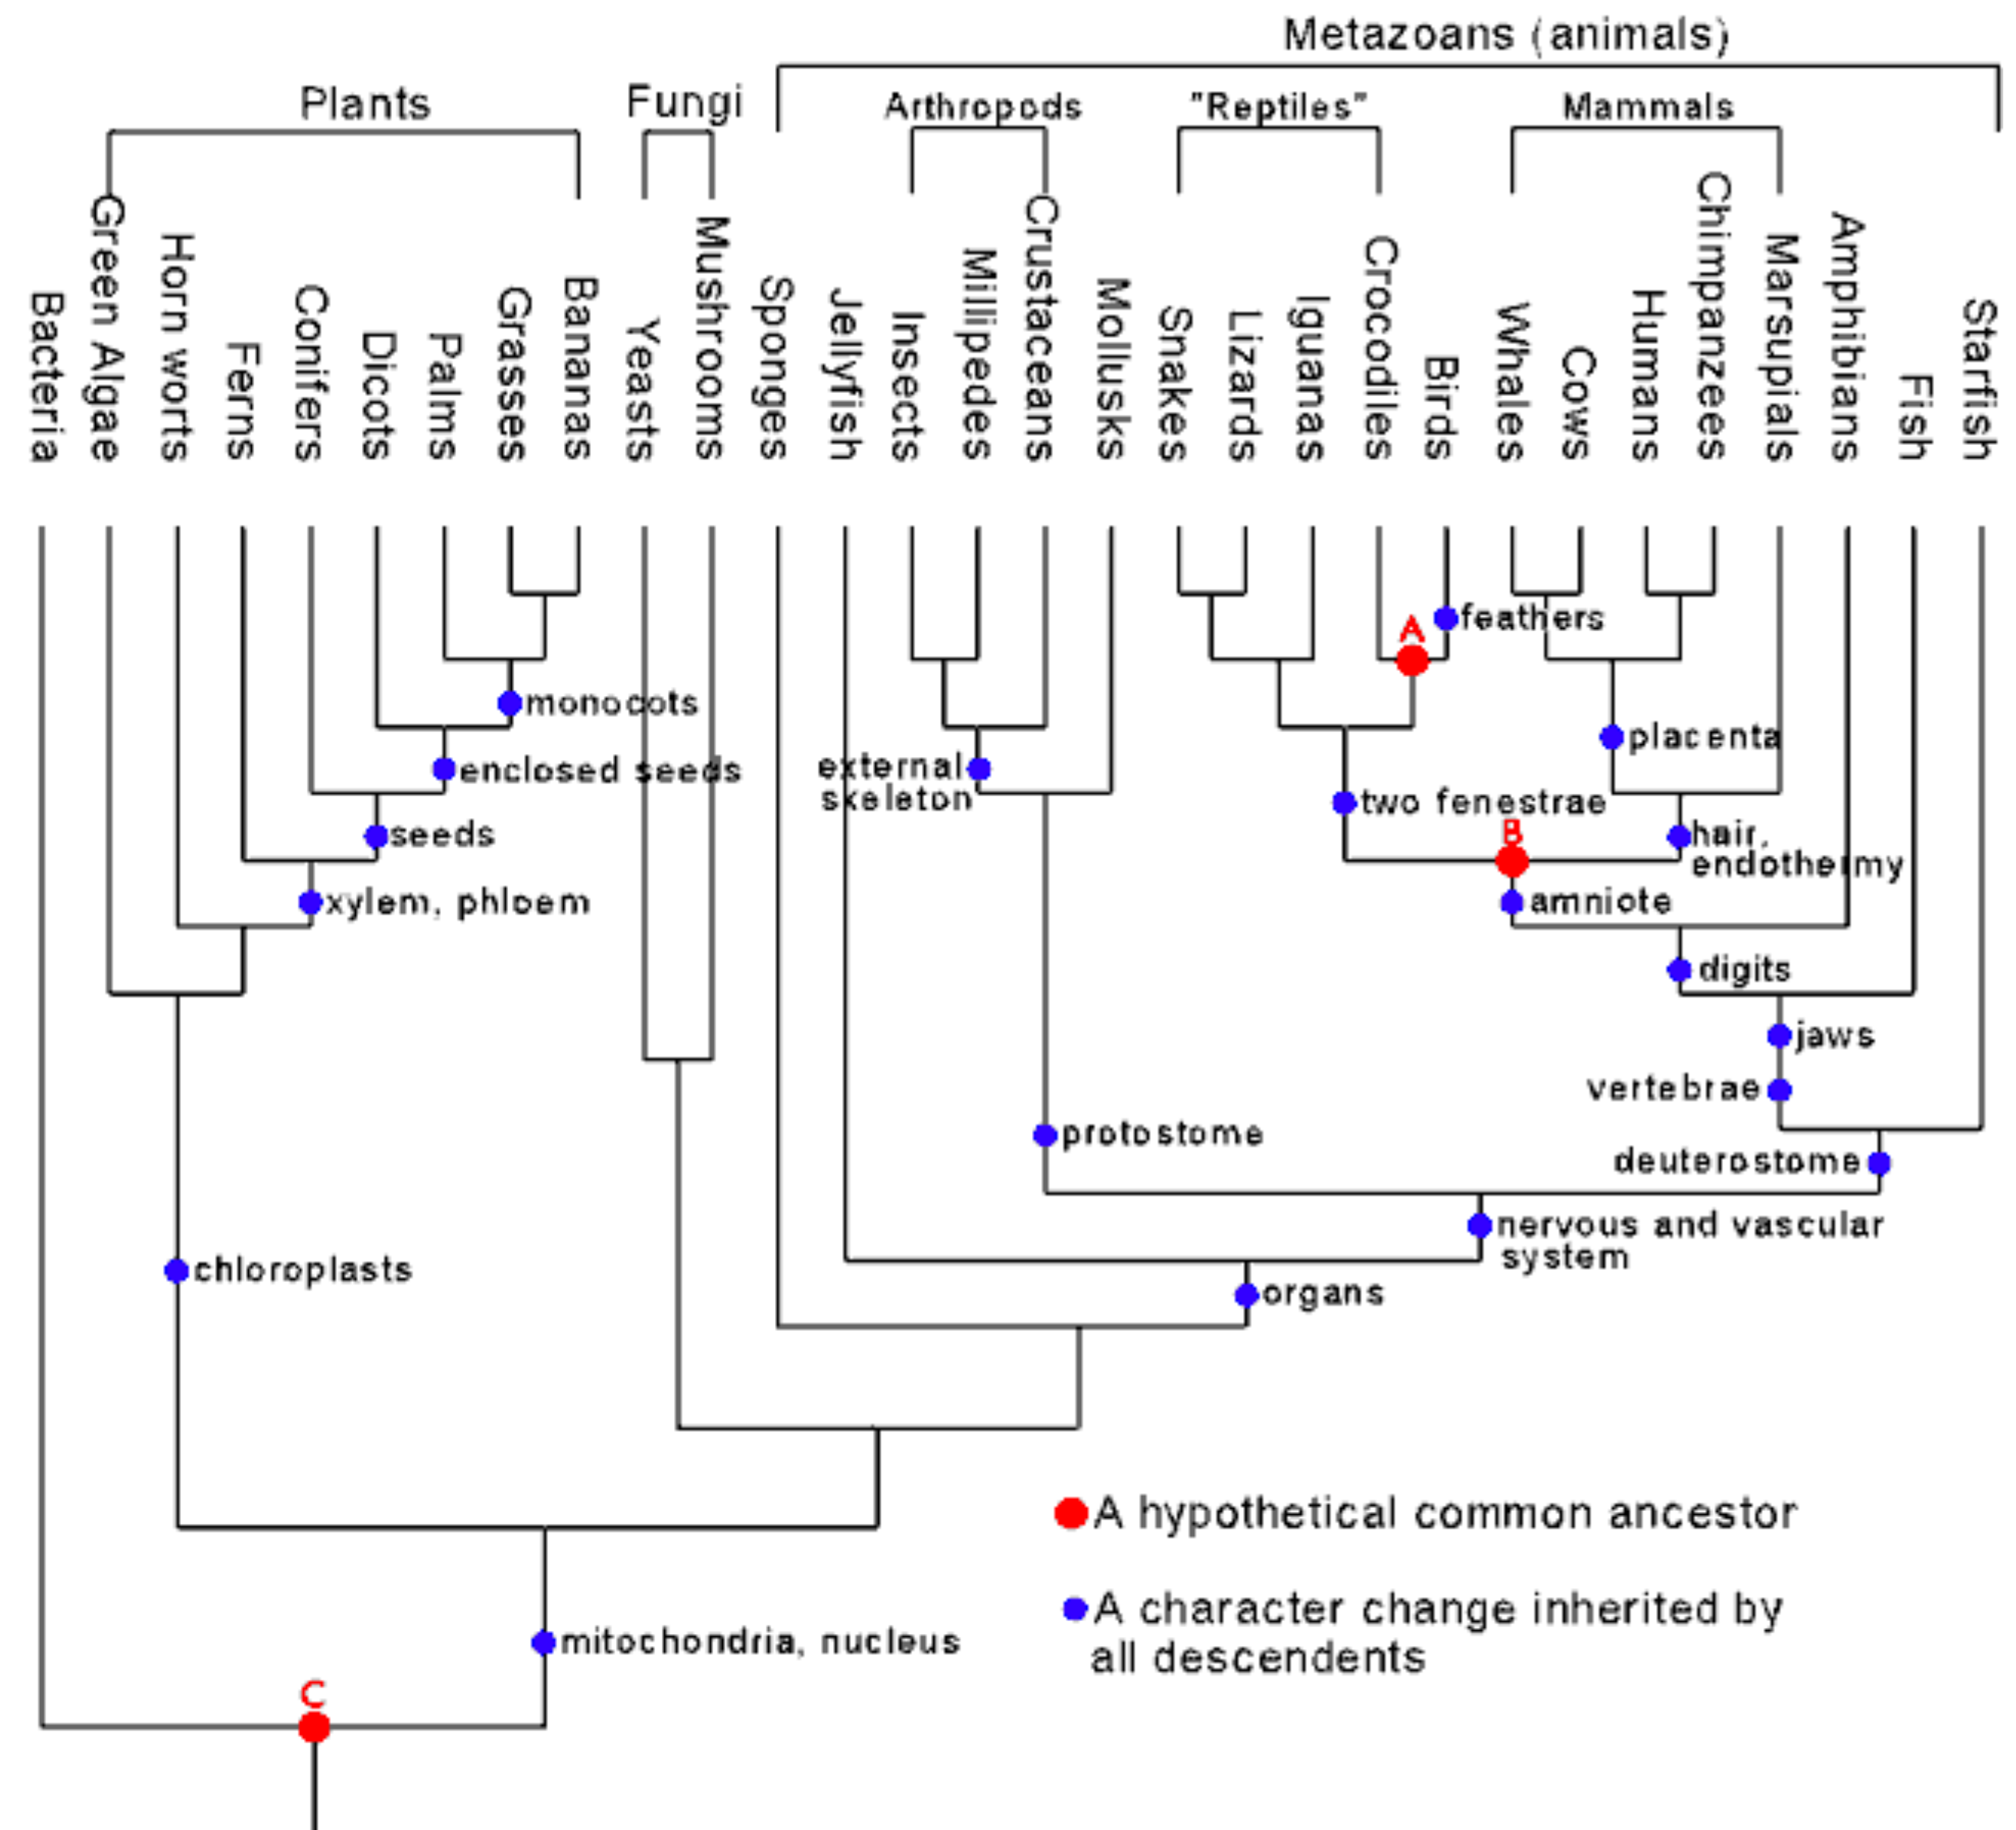 Metazoans (animals)
Plants
Fungi
Arthropods
"Reptiles"
Mammals
Bacteria
Green Algae
Horn worts
Ferns
Conifers
Dicots
Palms
Grasses
Bananas
Yeasts
Mushrooms
Sponges
Jellyfish
Insects
Millipedes
Crustaceans
Mollusks
Snakes
Lizards
Iguanas
Crocodiles
Birds
Whales
Cows
Humans
Chimpanzees
Marsupials
Amphibians
Fish
Starfish
A
feathers
monocots
placenta
enclosed seeds
external
skeleton
two fenestrae
B
seeds
hair,
endothermy
xylem, phloem
amniote
digits
jaws
vertebrae
protostome
deuterostome
nervous and vascular
system
chloroplasts
organs
A hypothetical common ancestor
A character change inherited by
all descendents
mitochondria, nucleus
C